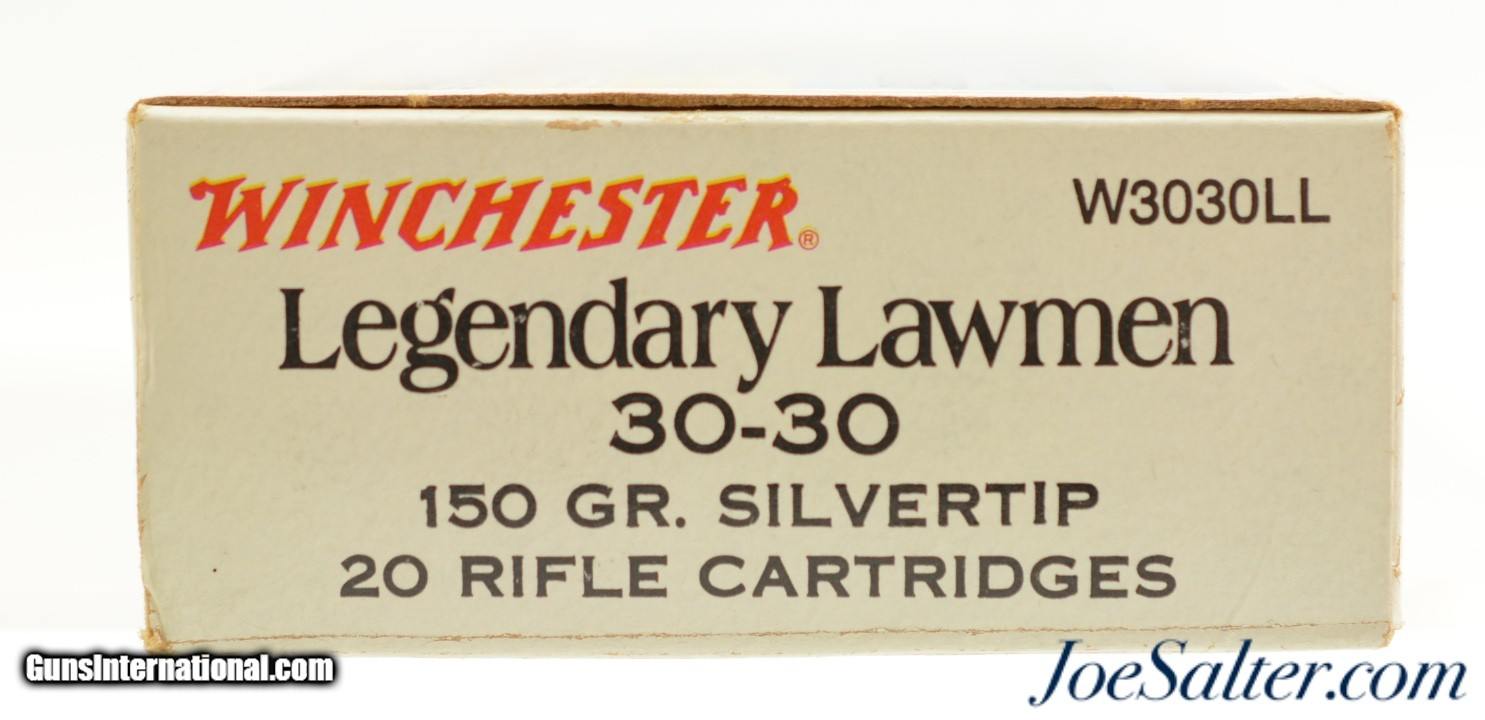 WINCHESTER® W3030LL
Legendary Lawmen
30-30
150 GR. SILVERTIP
20 RIFLE CARTRIDGES
GunsInternational.com JoeSalter.com